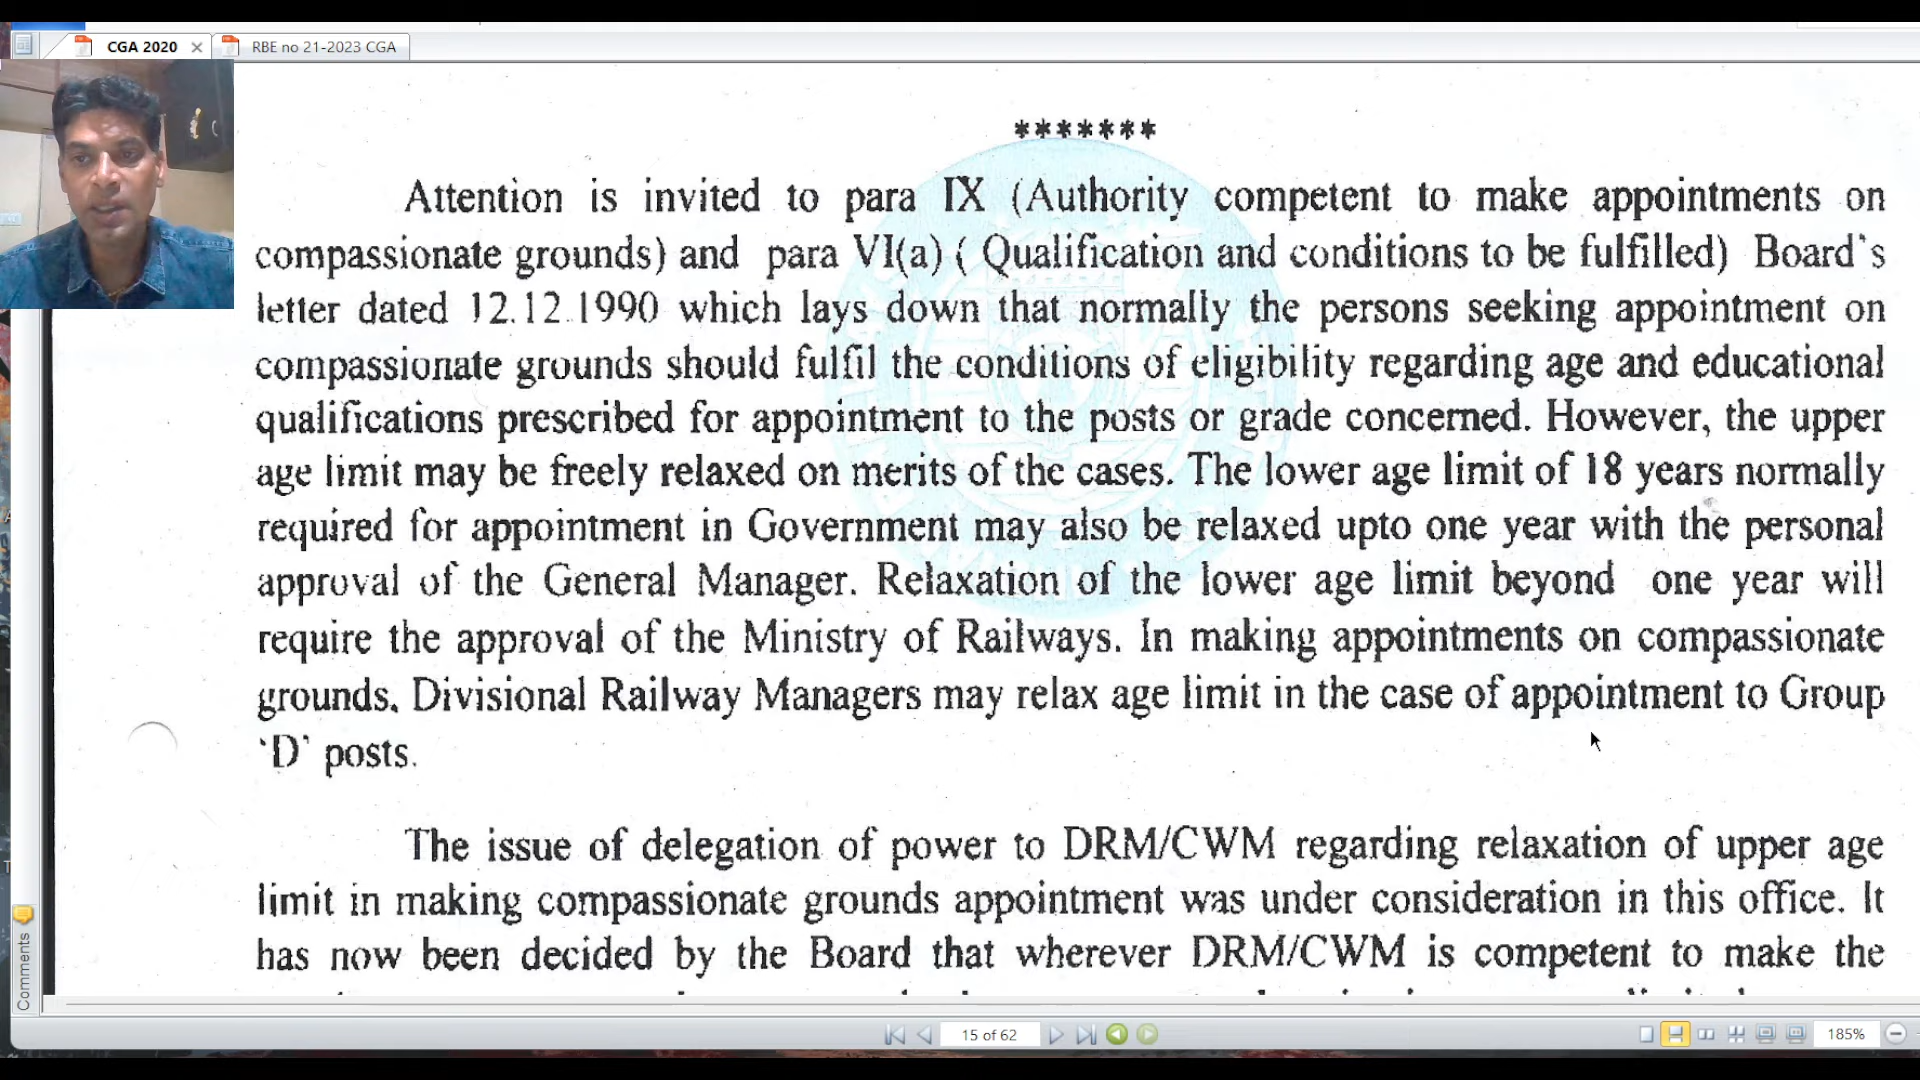 CGA 2020
RBE no 21-2023 CGA
*******
Attention is invited to para IX (Authority competent to make appointments on
compassionate grounds) and para VI(a) ( Qualification and conditions to be fulfilled) Board's
letter dated 12.12.1990 which lays down that normally the persons seeking appointment on
compassionate grounds should fulfil the conditions of eligibility regarding age and educational
qualifications prescribed for appointment to the posts or grade concerned. However, the upper
age limit may be freely relaxed on merits of the cases. The lower age limit of 18 years normally
required for appointment in Government may also be relaxed upto one year with the personal
approval of the General Manager. Relaxation of the lower age limit beyond one year will
require the approval of the Ministry of Railways. In making appointments on compassionate
grounds, Divisional Railway Managers may relax age limit in the case of appointment to Group
'D' posts.
The issue of delegation of power to DRM/CWM regarding relaxation of upper age
limit in making compassionate grounds appointment was under consideration in this office. It
has now been decided by the Board that wherever DRM/CWM is competent to make the
Comments
15 of 62
185%